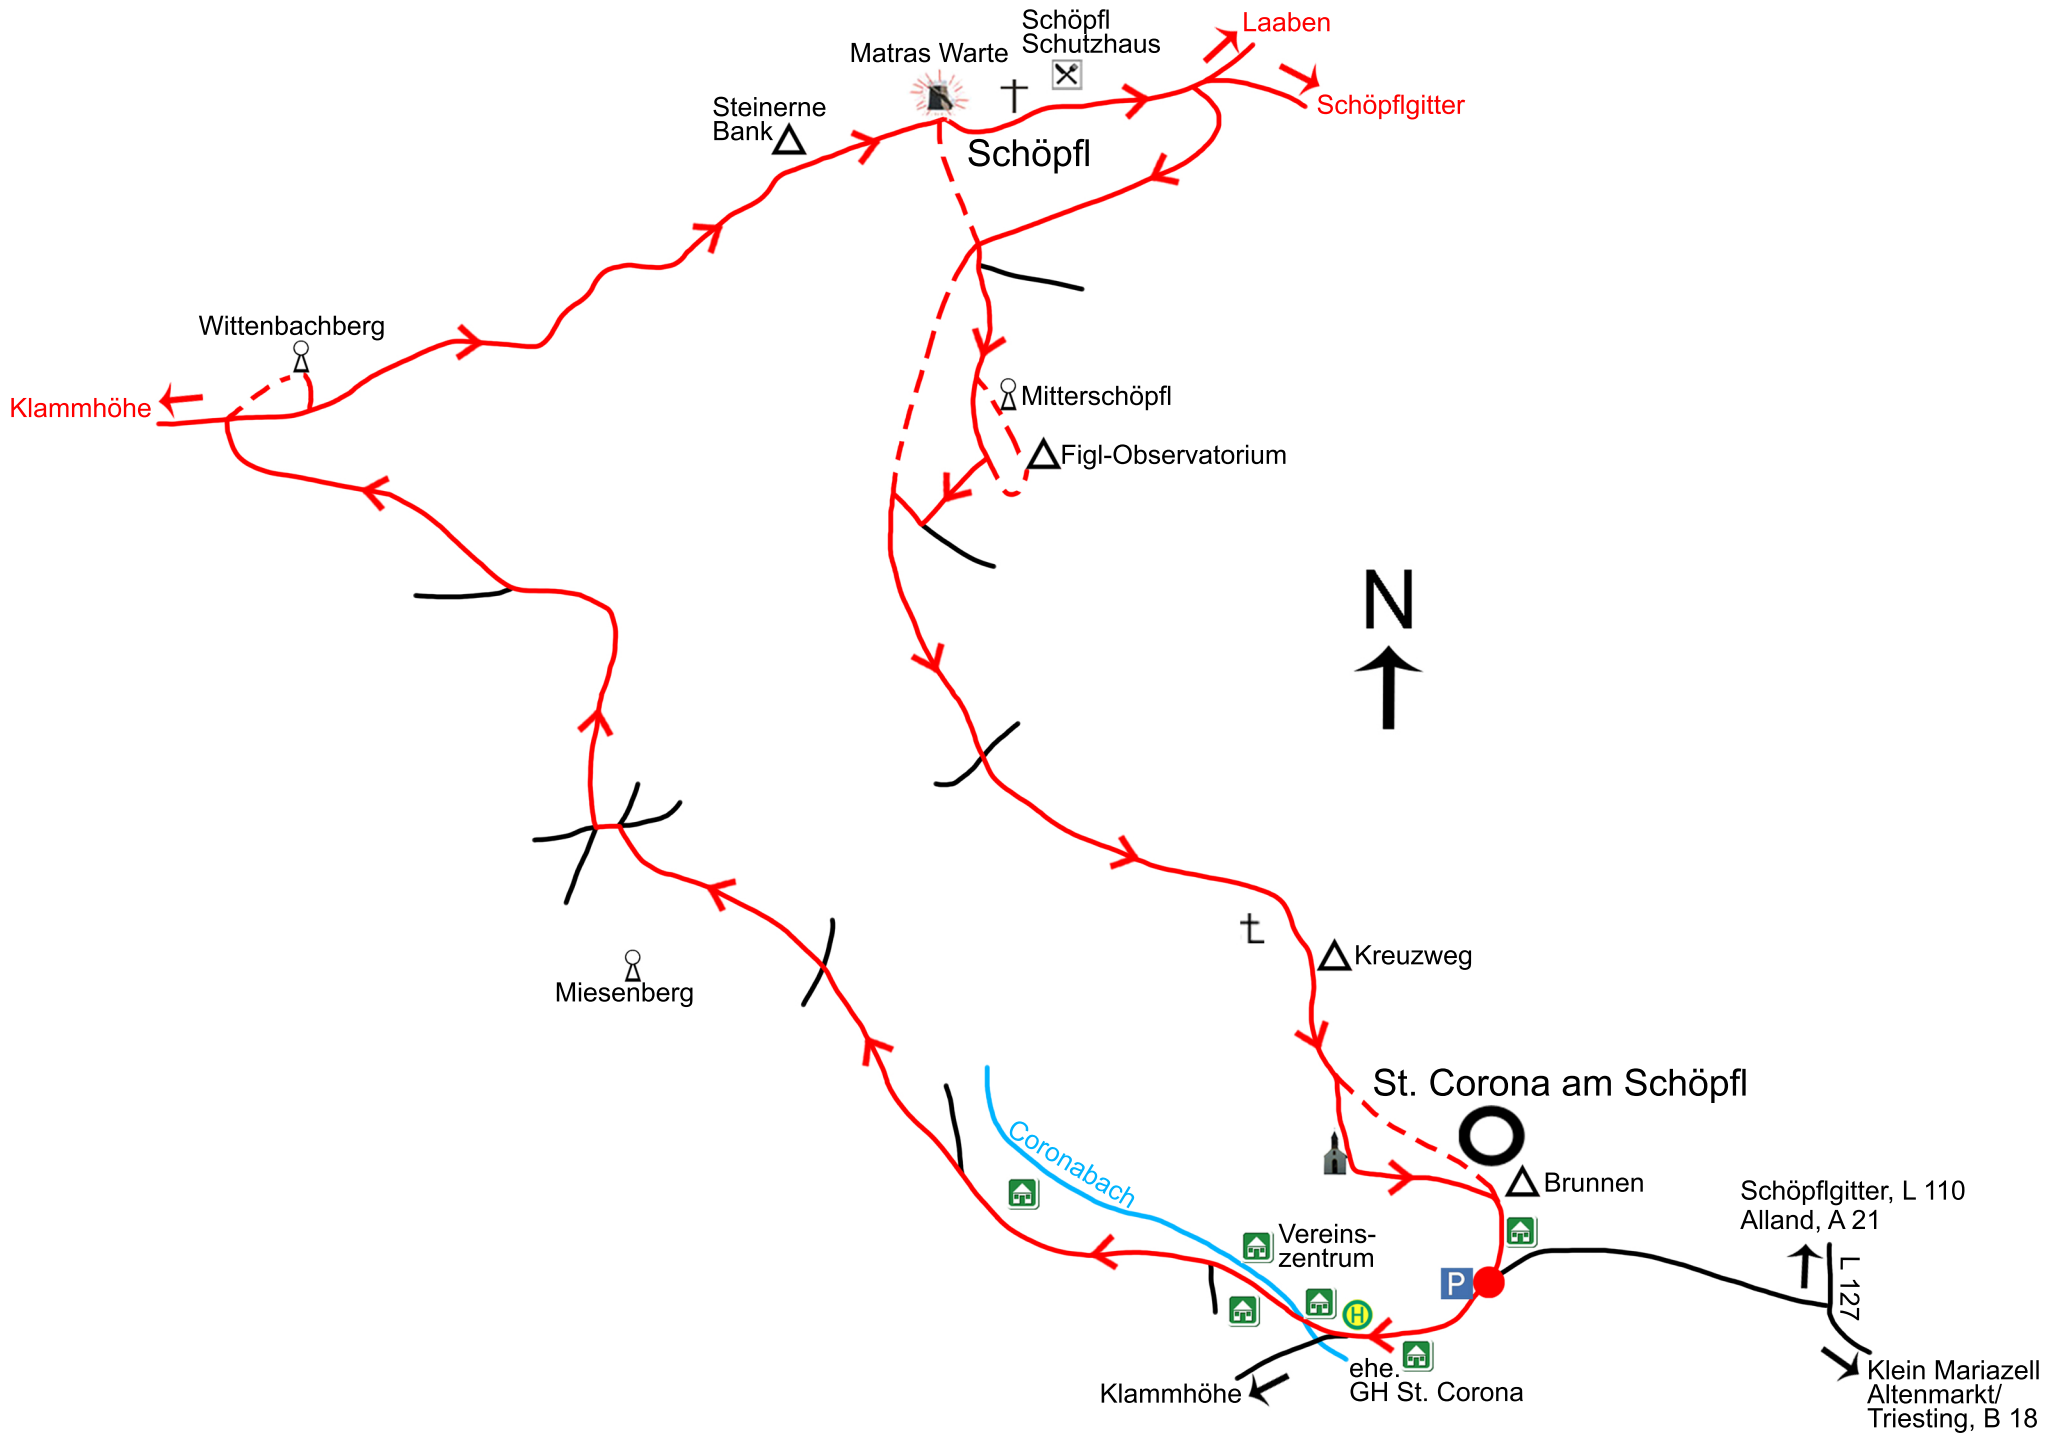 Schöpfl
Schutzhaus
Laaben
Matras Warte
Schöpflgitter
Steinerne
Bank
Schöpfl
Wittenbachberg
Klammhöhe
Mitterschöpfl
Figl-Observatorium
N
Kreuzweg
Miesenberg
St. Corona am Schöpfl
Coronabach
Brunnen
Schöpflgitter, L 110
Alland, A 21
Vereins-
zentrum
L 127
P
H
ehe.
GH St. Corona
Klammhöhe
Klein Mariazell
Altenmarkt/
Triesting, B 18